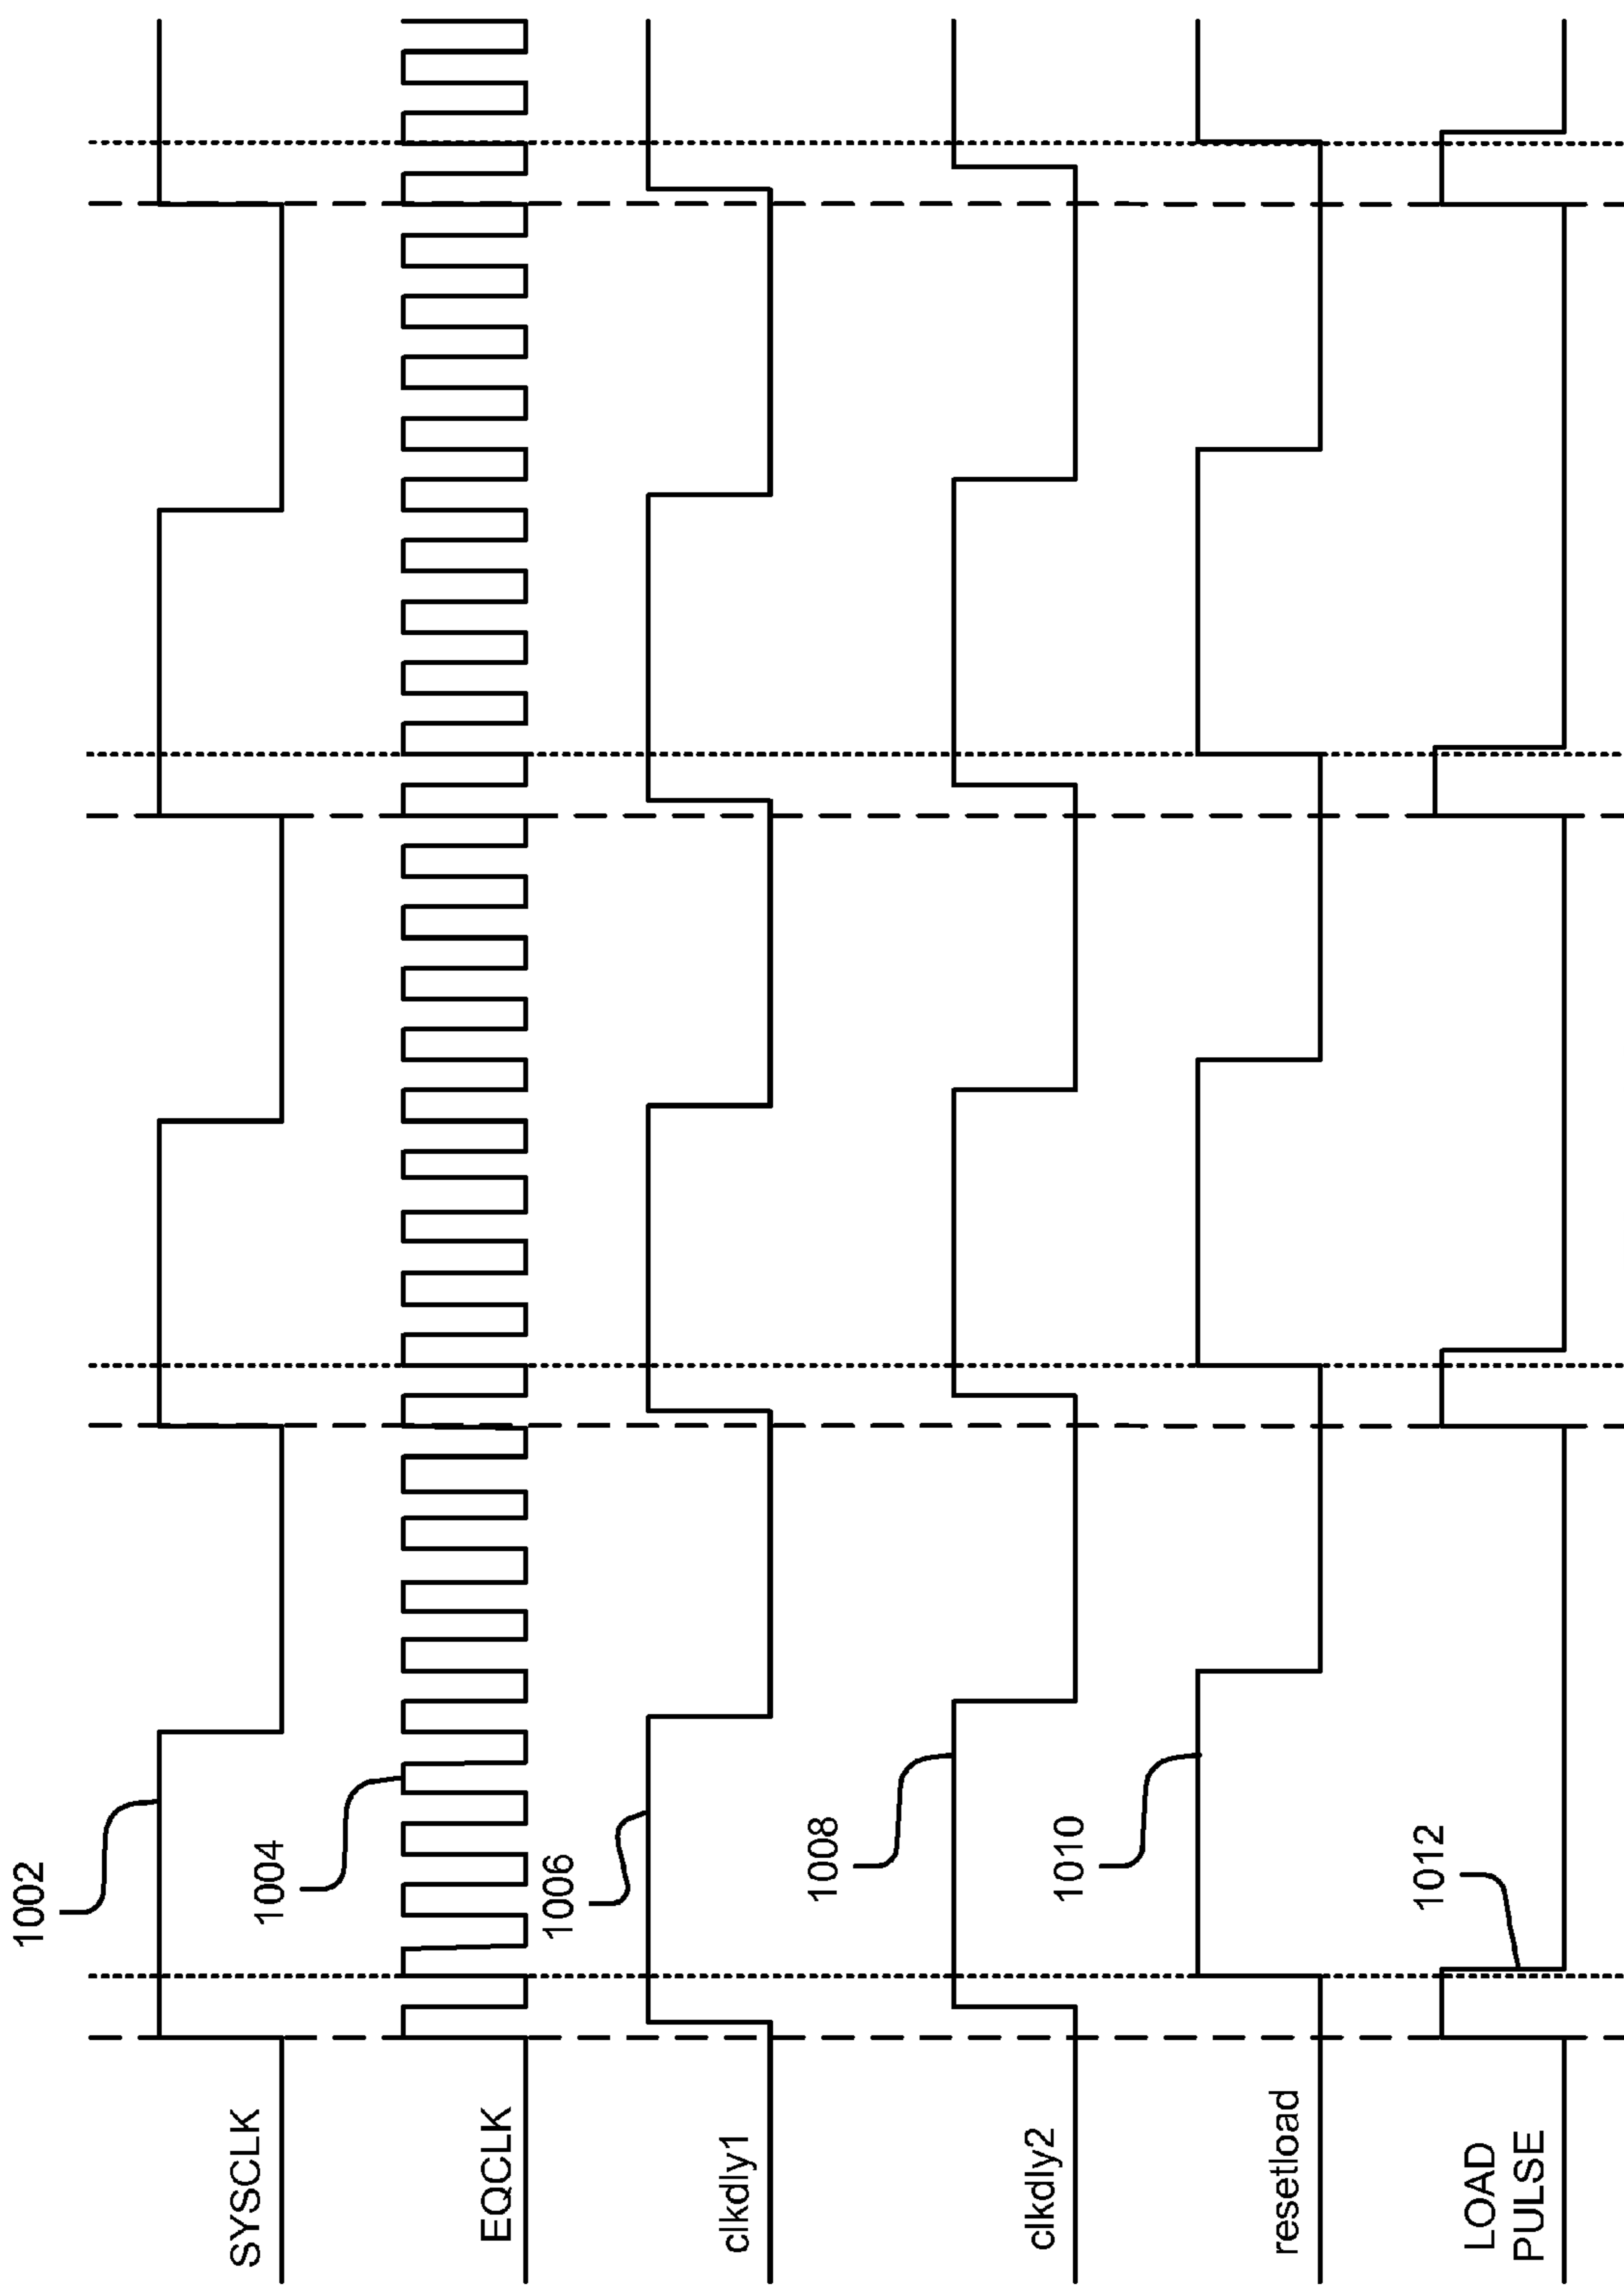 1002
SYSCLK
1004
EQCLK
1006
clkdly1
1008
clkdly2
1010
resetload
1012
LOAD
PULSE